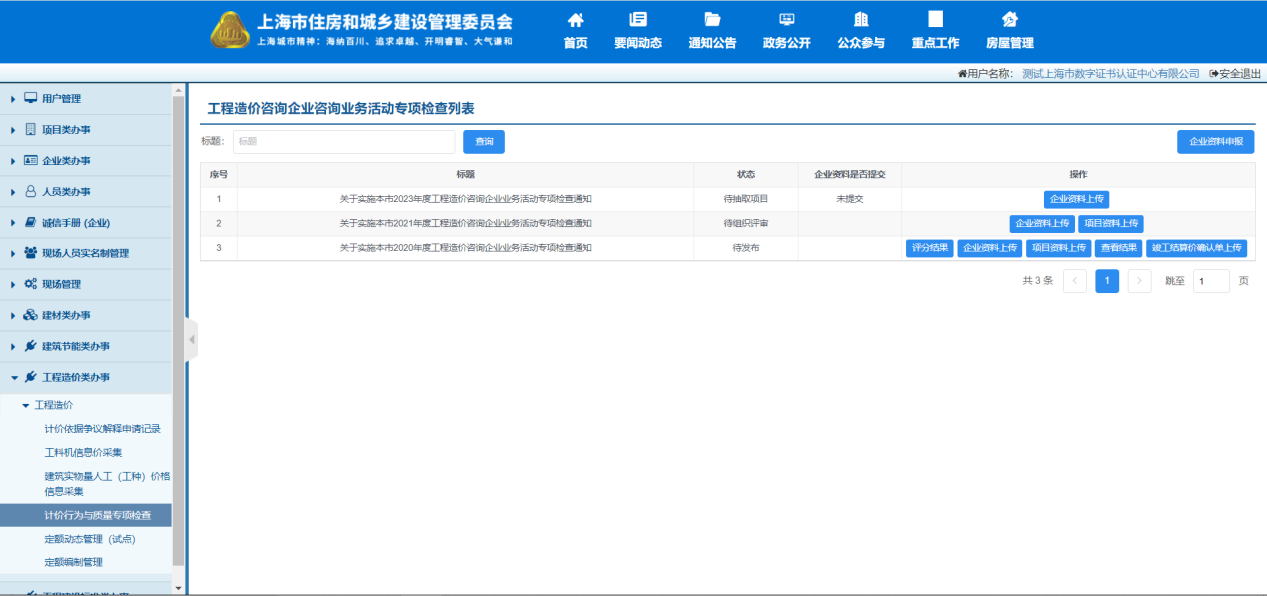 上海市住房和城乡建设管理委员会
上海城市精神：海纳百川、追求卓越、开明睿智、大气谦和
首页 要闻动态 通知公告 政务公开 公众参与 重点工作 房屋管理
用户名称： 测试上海市数字证书认证中心有限公司 安全退出
用户管理
项目类办事
企业类办事
人员类办事
诚信手册 (企业)
现场人员实名制管理
现场管理
建材类办事
建筑节能类办事
工程造价类办事
工程造价
计价依据争议解释申请记录
工料机信息价采集
建筑实物量人工（工种）价格
信息采集
计价行为与质量专项检查
定额动态管理（试点）
定额编制管理
工程造价咨询企业咨询业务活动专项检查列表
标题： 标题 查询 企业资料申报
序号 标题 状态 企业资料是否提交 操作
1 关于实施本市2023年度工程造价咨询企业业务活动专项检查通知 待抽取项目 未提交 企业资料上传
2 关于实施本市2021年度工程造价咨询企业业务活动专项检查通知 待组织评审 企业资料上传 项目资料上传
3 关于实施本市2020年度工程造价咨询企业业务活动专项检查通知 待发布 评分结果 企业资料上传 项目资料上传 查看结果 竣工结算价确认单上传
共 3 条 < 1 > 跳至 1 页